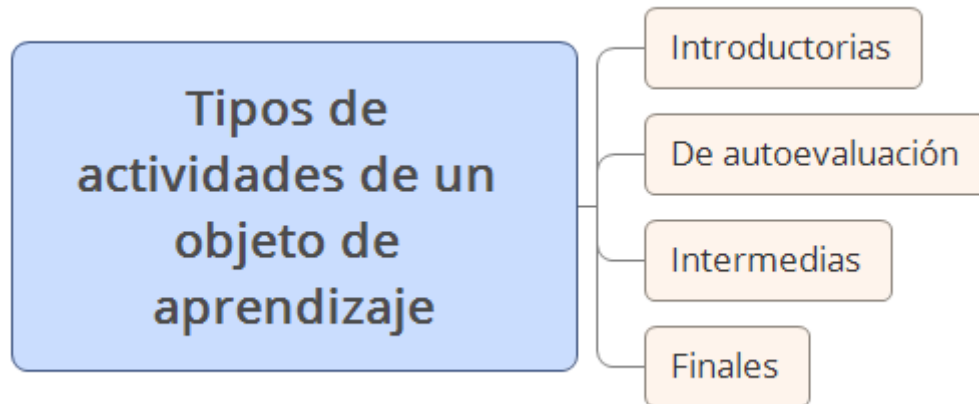 Tipos de
actividades de un
objeto de
aprendizaje
Introductorias
De autoevaluación
Intermedias
Finales